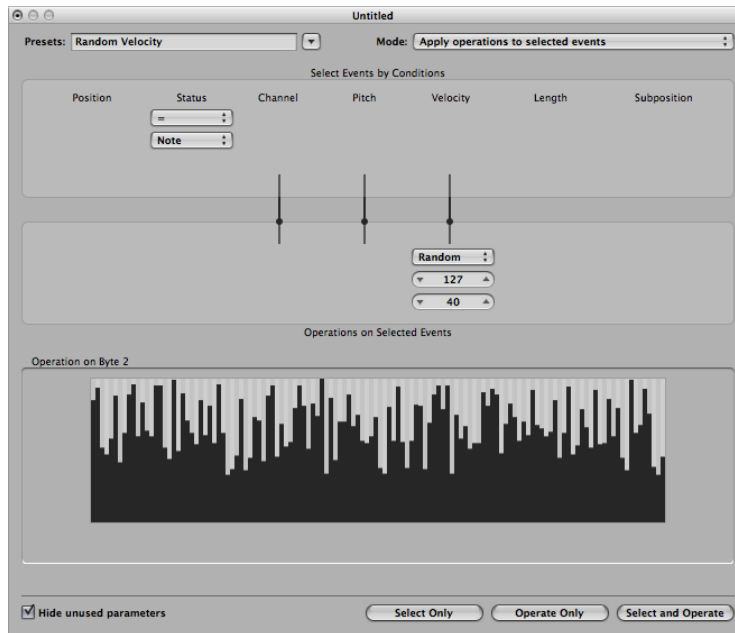 Untitled
Presets: Random Velocity Mode: Apply operations to selected events
Select Events by Conditions
Position Status Channel Pitch Velocity Length Subposition
=
Note
Random
127
40
Operations on Selected Events
Operation on Byte 2
Hide unused parameters Select Only Operate Only Select and Operate